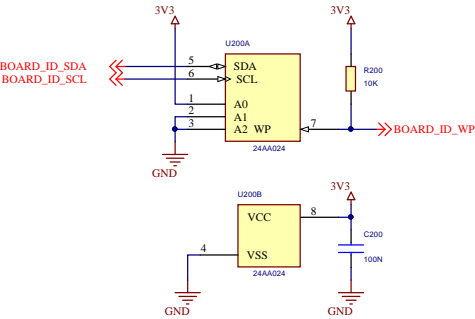 3V3
3V3
U200A
BOARD_ID_SDA
5
SDA
BOARD_ID_SCL
6
SCL
R200
10K
1
A0
2
A1
3
A2
WP
7
BOARD_ID_WP
24AA024
GND
U200B
3V3
VCC
8
C200
4
VSS
100N
24AA024
GND
GND